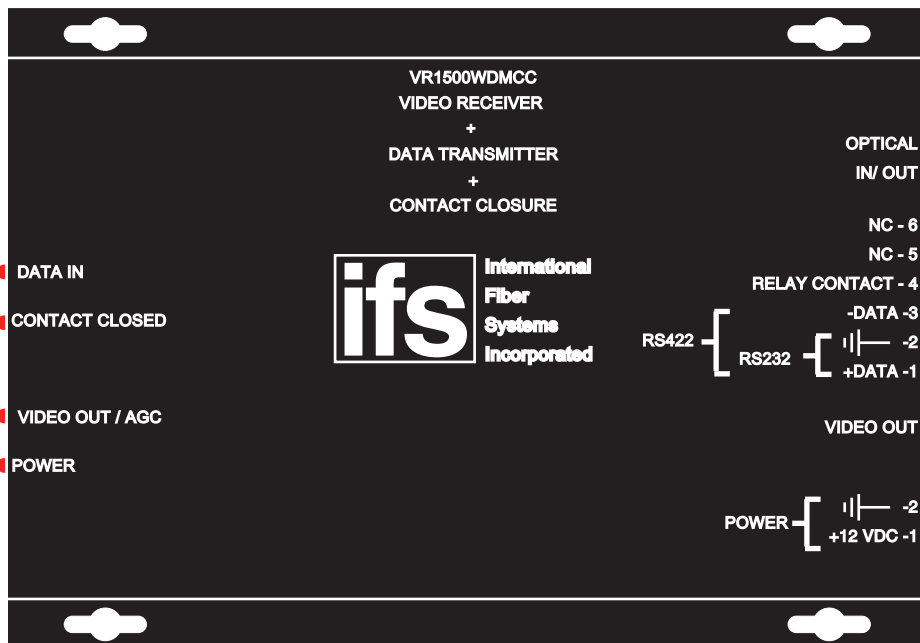 VR1500WDMCC
VIDEO RECEIVER
+
DATA TRANSMITTER
+
CONTACT CLOSURE
DATA IN
CONTACT CLOSED
VIDEO OUT / AGC
POWER
ifs
International
Fiber
Systems
Incorporated
OPTICAL
IN/ OUT
NC - 6
NC - 5
RELAY CONTACT - 4
-DATA -3
-2
+DATA -1
RS422
RS232
VIDEO OUT
POWER
-2
+12 VDC -1